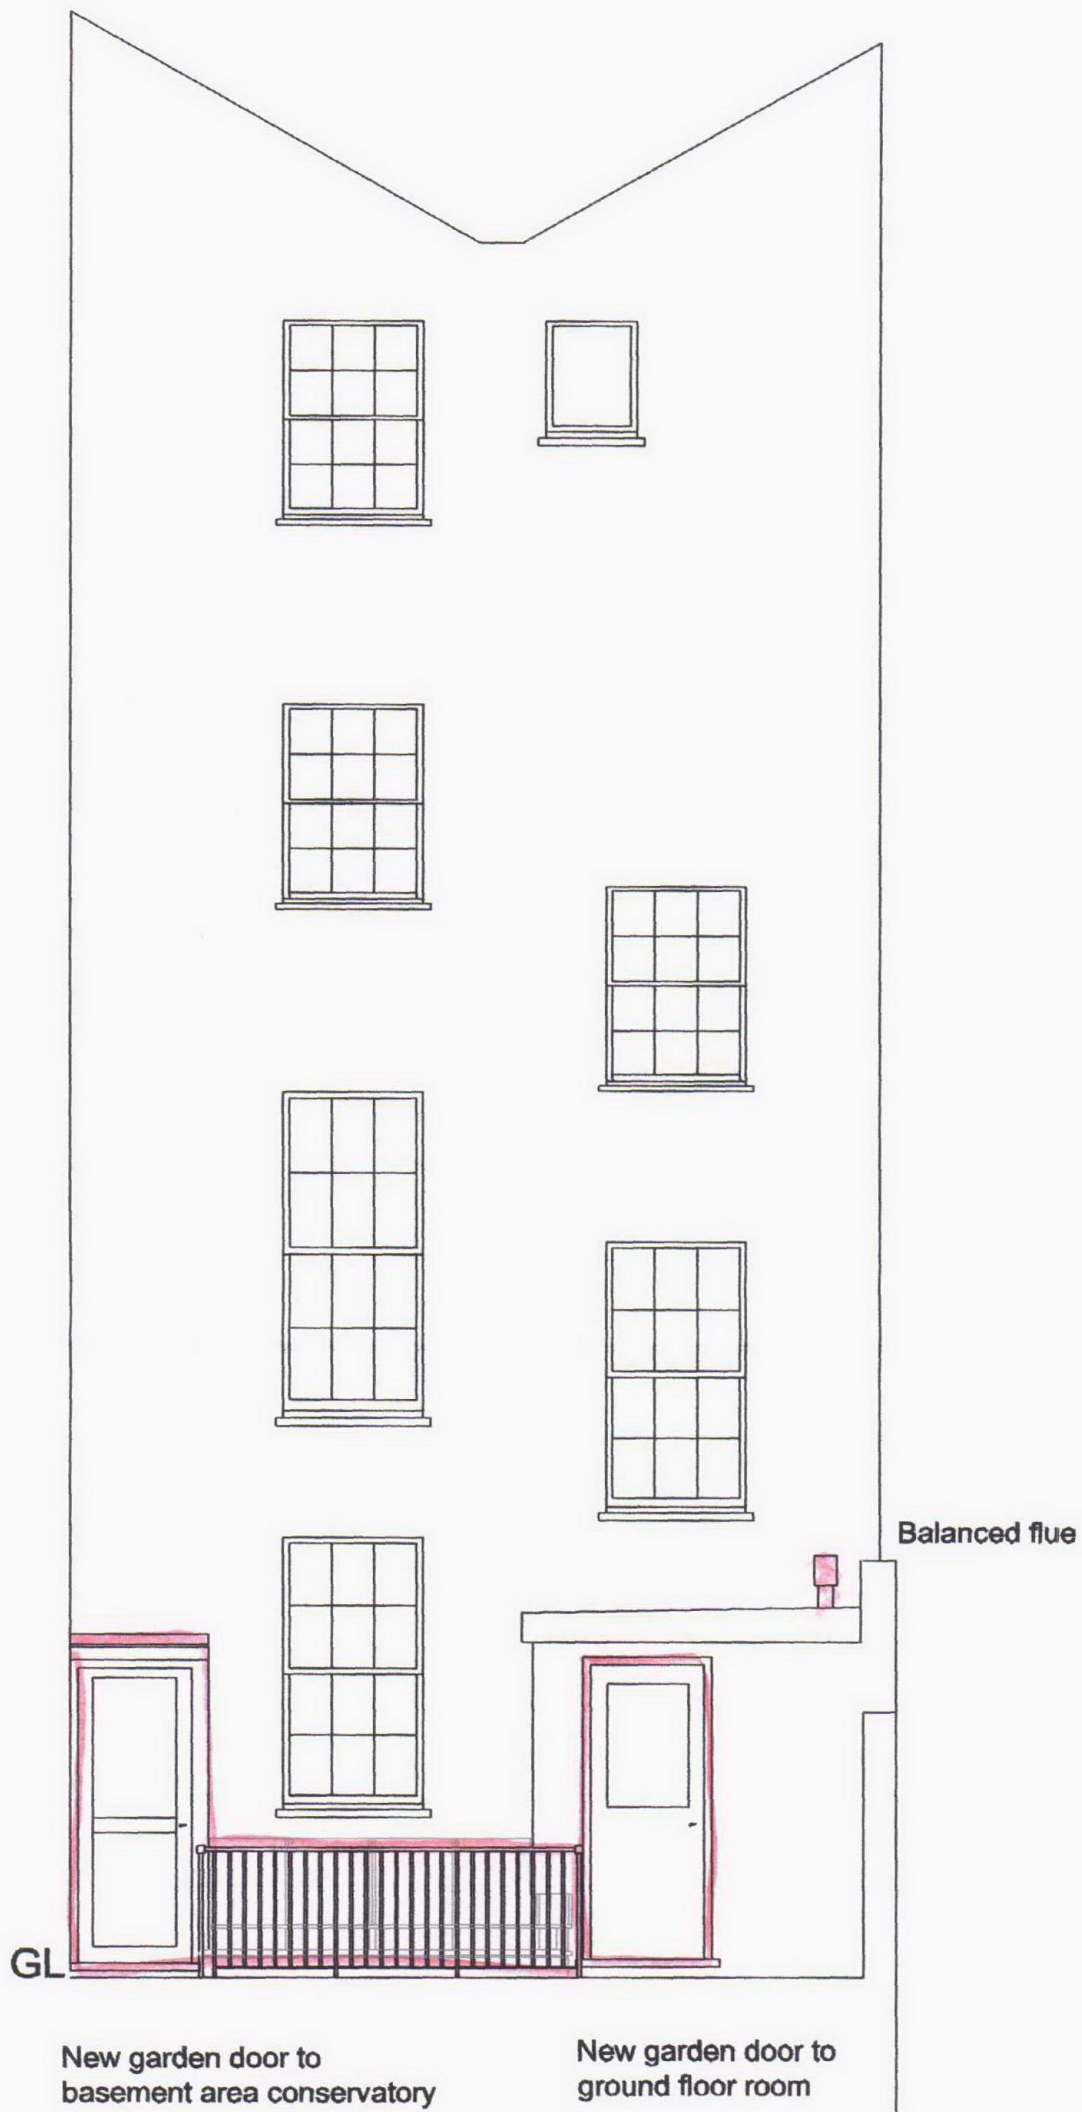 Balanced flue
GL
New garden door to
basement area conservatory
New garden door to
ground floor room